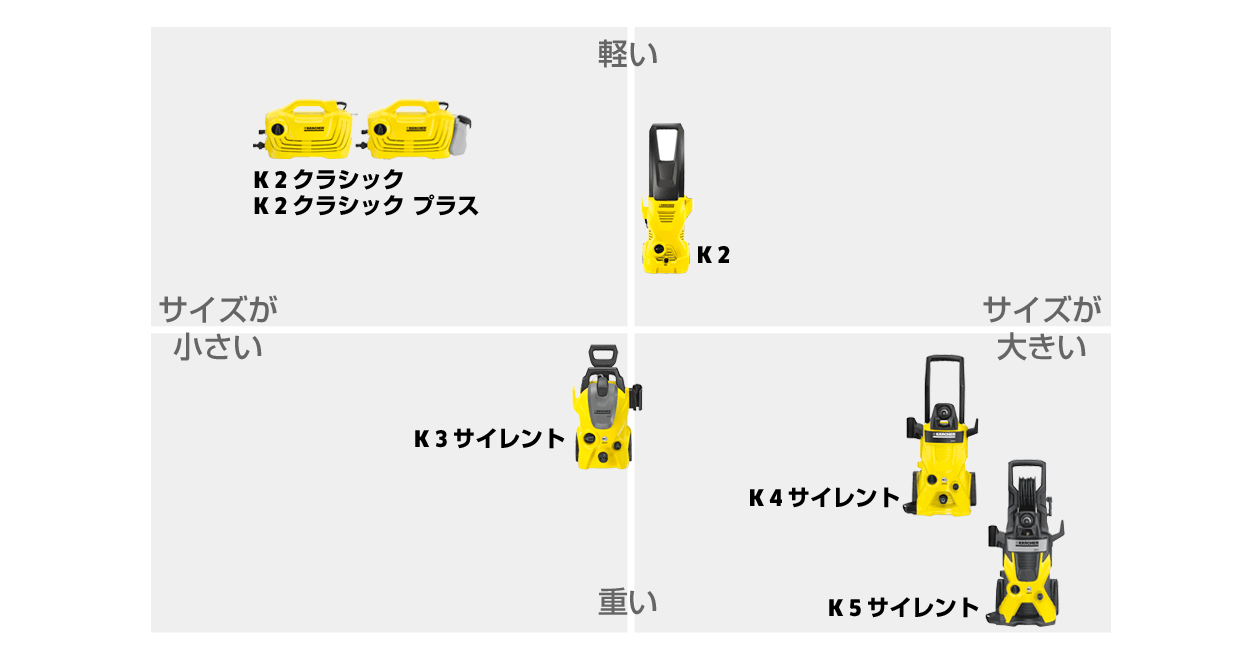 軽い
K 2 クラシック
K 2 クラシック プラス
K 2
サイズが
小さい
サイズが
大きい
K 3 サイレント
K 4 サイレント
K 5 サイレント
重い